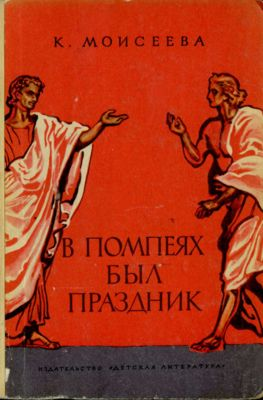 К. МОИСЕЕВА
В ПОМПЕЯХ
БЫЛ
ПРАЗДНИК
ИЗДАТЕЛЬСТВО «ДЕТСКАЯ ЛИТЕРАТУРА»